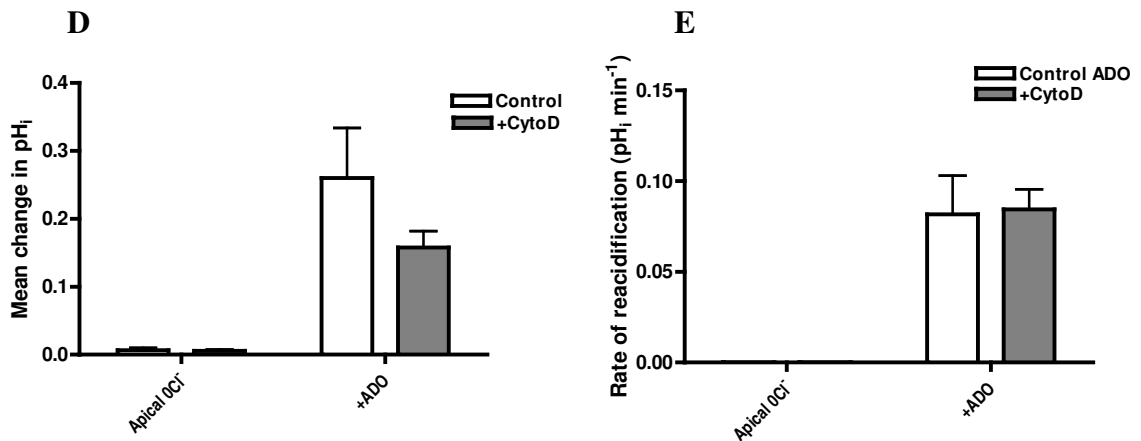 D
Mean change in pHi
0.4
0.3
0.2
0.1
0.0
Control
+CytoD
Apical 0Cl⁻
+ADO
E
Rate of reacidification (pHi min⁻¹)
0.15
0.10
0.05
0.00
Control ADO
+CytoD
Apical 0Cl⁻
+ADO